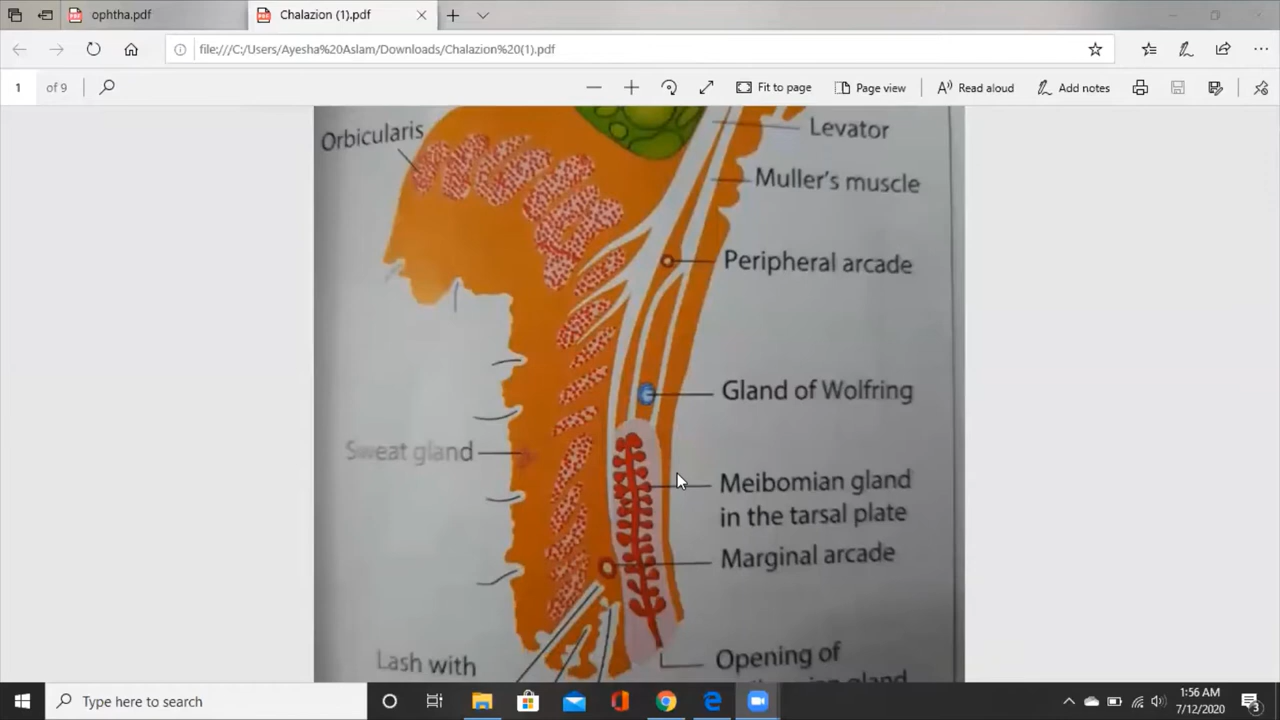 ophtha.pdf
Chalazion (1).pdf
file:///C:/Users/Ayesha%20Aslam/Downloads/Chalazion%20(1).pdf
1 of 9
Fit to page
Page view
Read aloud
Add notes
Orbicularis
Levator
Muller's muscle
Peripheral arcade
Gland of Wolfring
Sweat gland
Meibomian gland
in the tarsal plate
Marginal arcade
Lash with
Opening of
Type here to search
1:56 AM
7/12/2020
3